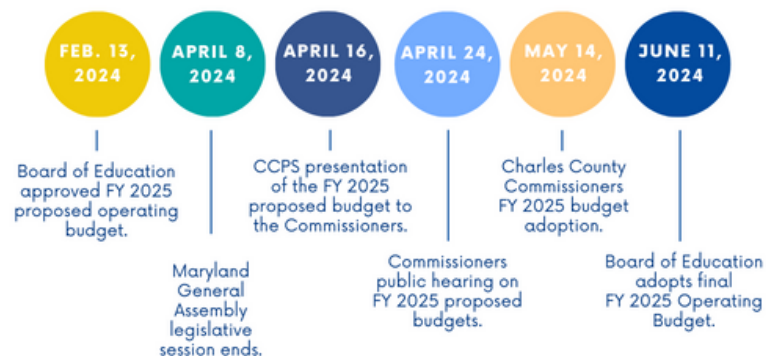 FEB. 13,
2024
APRIL 8,
2024
APRIL 16,
2024
APRIL 24,
2024
MAY 14,
2024
JUNE 11,
2024
Board of Education
approved FY 2025
proposed operating
budget.
Maryland
General
Assembly
legislative
session ends.
CCPS presentation
of the FY 2025
proposed budget to
the Commissioners.
Commissioners
public hearing on
FY 2025 proposed
budgets.
Charles County
Commissioners
FY 2025 budget
adoption.
Board of Education
adopts final
FY 2025 Operating
Budget.